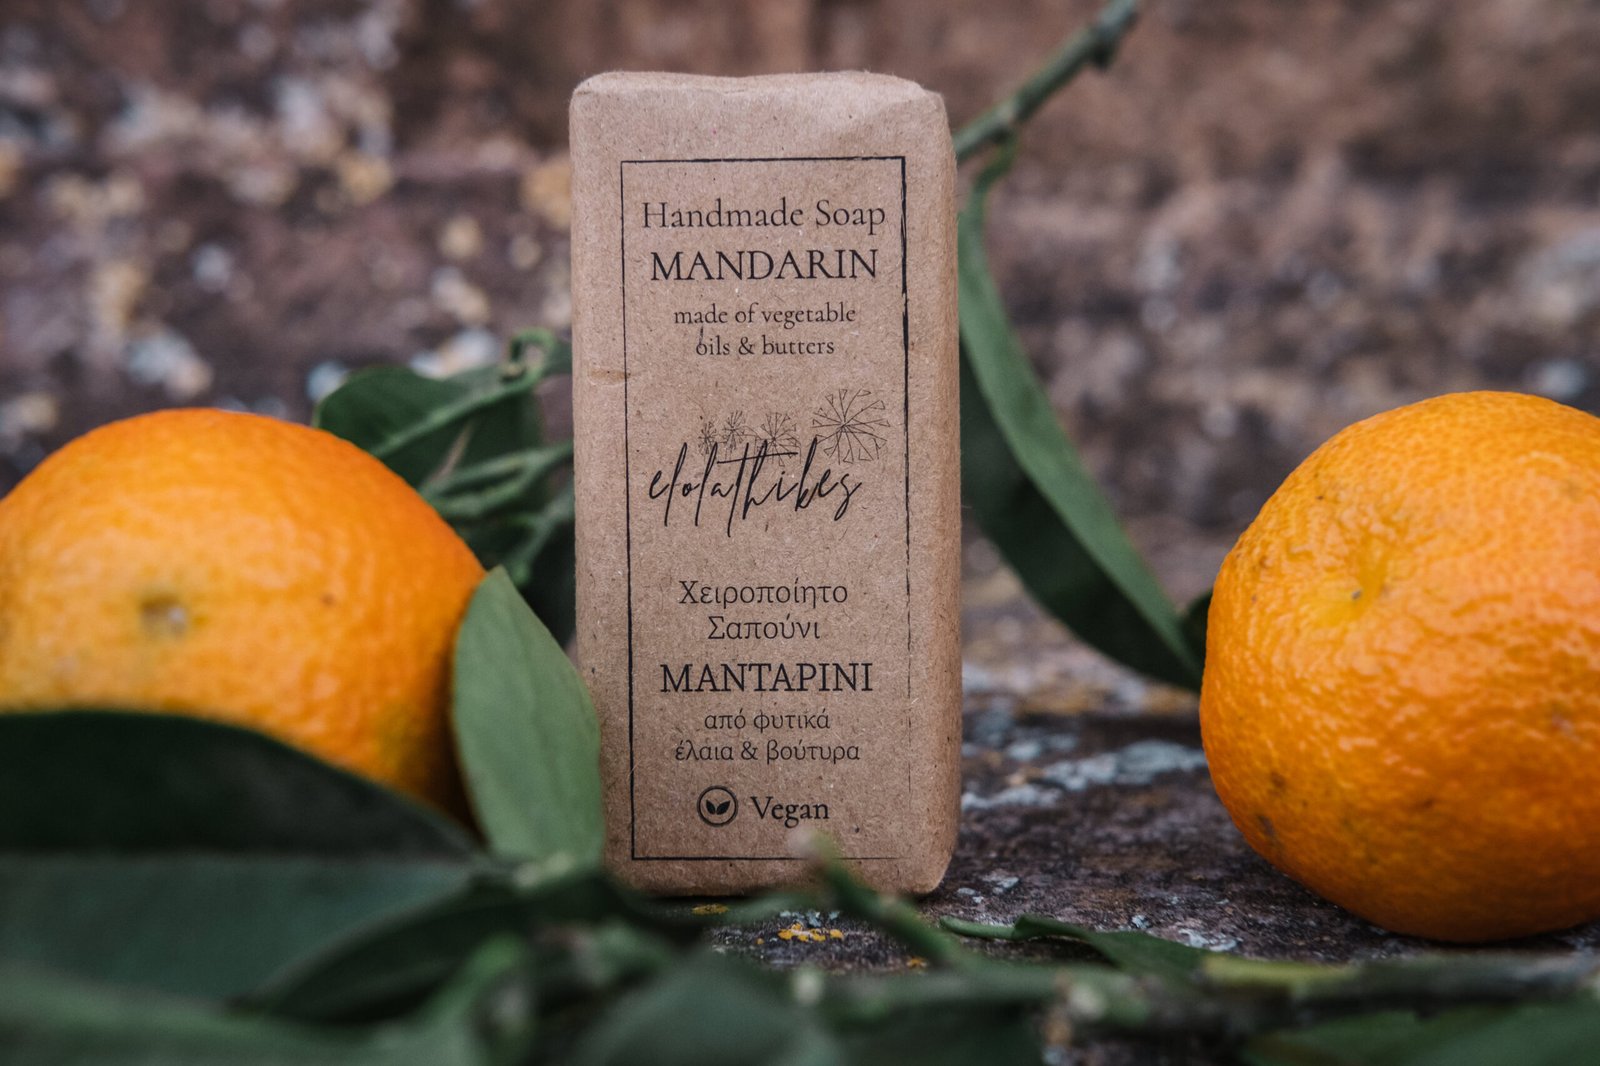 Handmade Soap
MANDARIN
made of vegetable
oils & butters
elolathikes
Χειροποίητο
Σαπούνι
ΜΑΝΤΑΡΙΝΙ
από φυτικά
έλαια & βούτυρα
Vegan